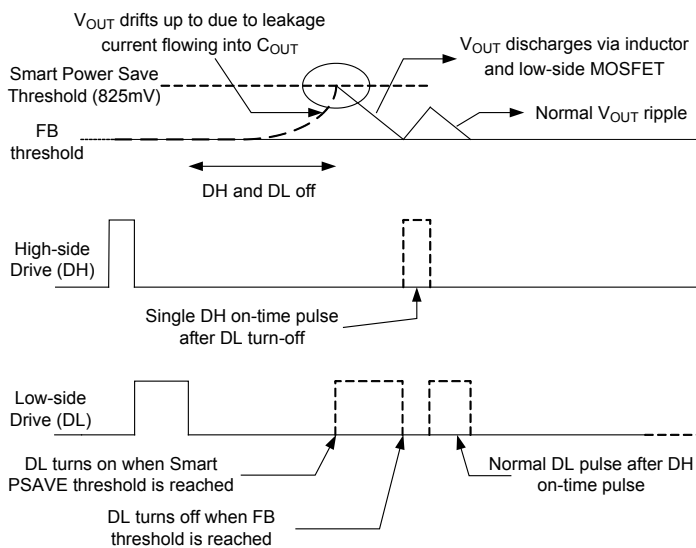 VOUT drifts up to due to leakage
current flowing into COUT
VOUT discharges via inductor
and low-side MOSFET
Smart Power Save
Threshold (825mV)
Normal VOUT ripple
FB
threshold
DH and DL off
High-side
Drive (DH)
Single DH on-time pulse
after DL turn-off
Low-side
Drive (DL)
DL turns on when Smart
PSAVE threshold is reached
Normal DL pulse after DH
on-time pulse
DL turns off when FB
threshold is reached